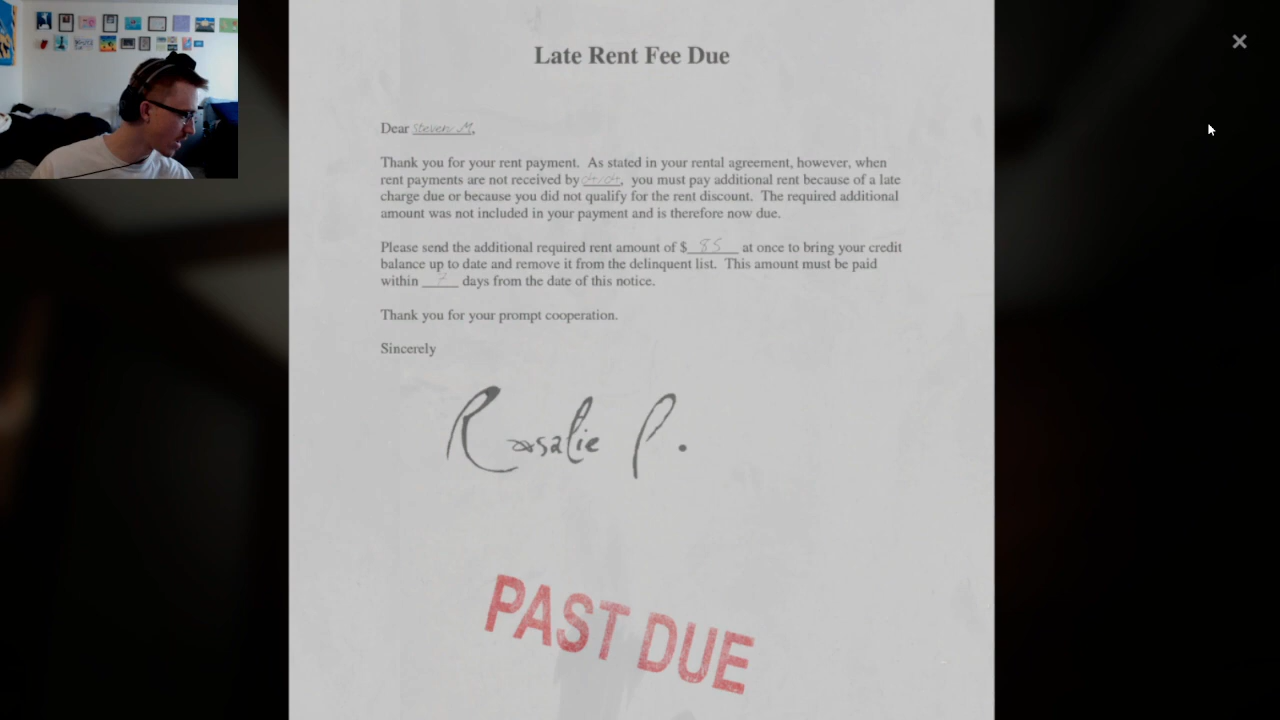 Late Rent Fee Due
Dear Steven M,
Thank you for your rent payment. As stated in your rental agreement, however, when
rent payments are not received by 04/04, you must pay additional rent because of a late
charge due or because you did not qualify for the rent discount. The required additional
amount was not included in your payment and is therefore now due.
Please send the additional required rent amount of $ 85 at once to bring your credit
balance up to date and remove it from the delinquent list. This amount must be paid
within 7 days from the date of this notice.
Thank you for your prompt cooperation.
Sincerely
Rosalie P.
PAST DUE